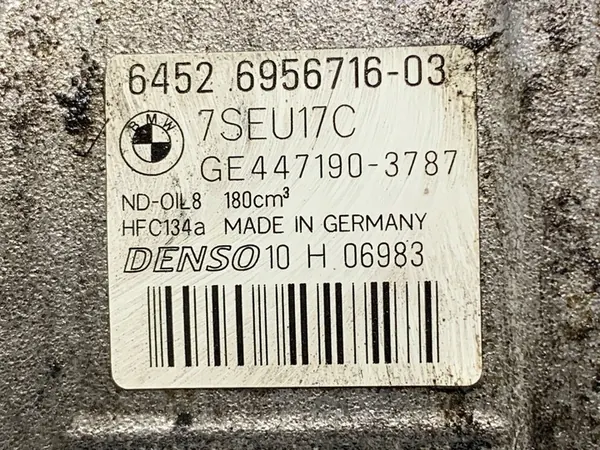 6452 6956716-03
BMW
7SEU17C
GE447190-3787
ND-OIL8 180cm³
HFC134a MADE IN GERMANY
DENSO 10 H 06983